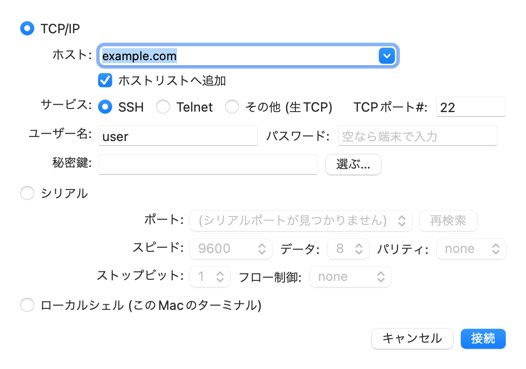 TCP/IP
ホスト: example.com
ホストリストへ追加
サービス: SSH Telnet その他 (生TCP) TCPポート#: 22
ユーザー名: user パスワード: 空なら端末で入力
秘密鍵: 選ぶ...
シリアル
ポート: (シリアルポートが見つかりません) 再検索
スピード: 9600 データ: 8 パリティ: none
ストップビット: 1 フロー制御: none
ローカルシェル (このMacのターミナル)
キャンセル 接続